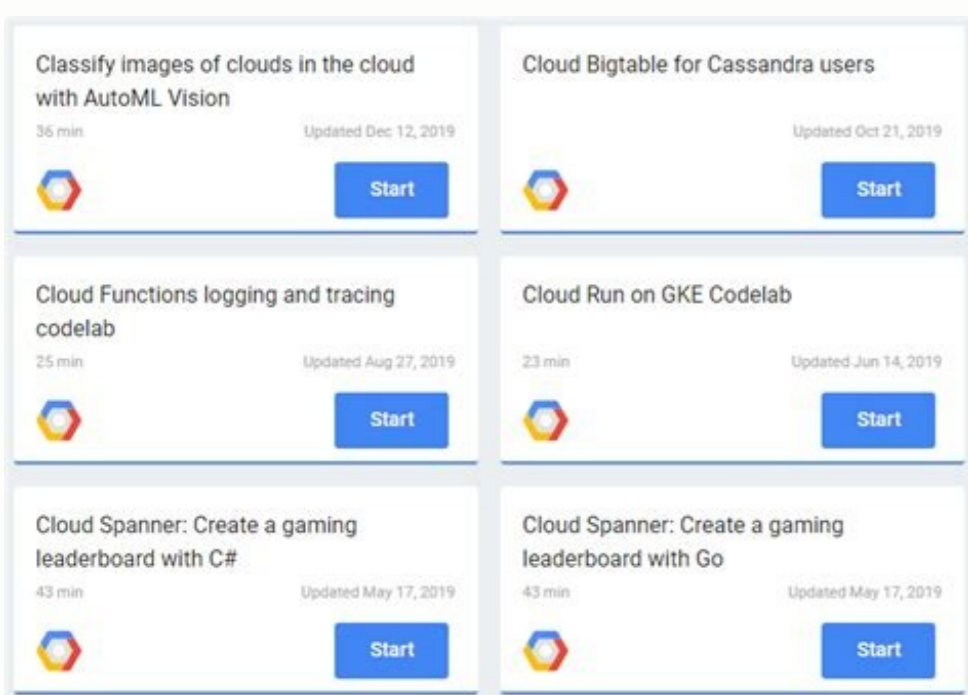 Classify images of clouds in the cloud
with AutoML Vision
36 min
Updated Dec 12, 2019
Start
Cloud Bigtable for Cassandra users
Updated Oct 21, 2019
Start
Cloud Functions logging and tracing
codelab
25 min
Updated Aug 27, 2019
Start
Cloud Run on GKE Codelab
23 min
Updated Jun 14, 2019
Start
Cloud Spanner: Create a gaming
leaderboard with C#
43 min
Updated May 17, 2019
Start
Cloud Spanner: Create a gaming
leaderboard with Go
43 min
Updated May 17, 2019
Start